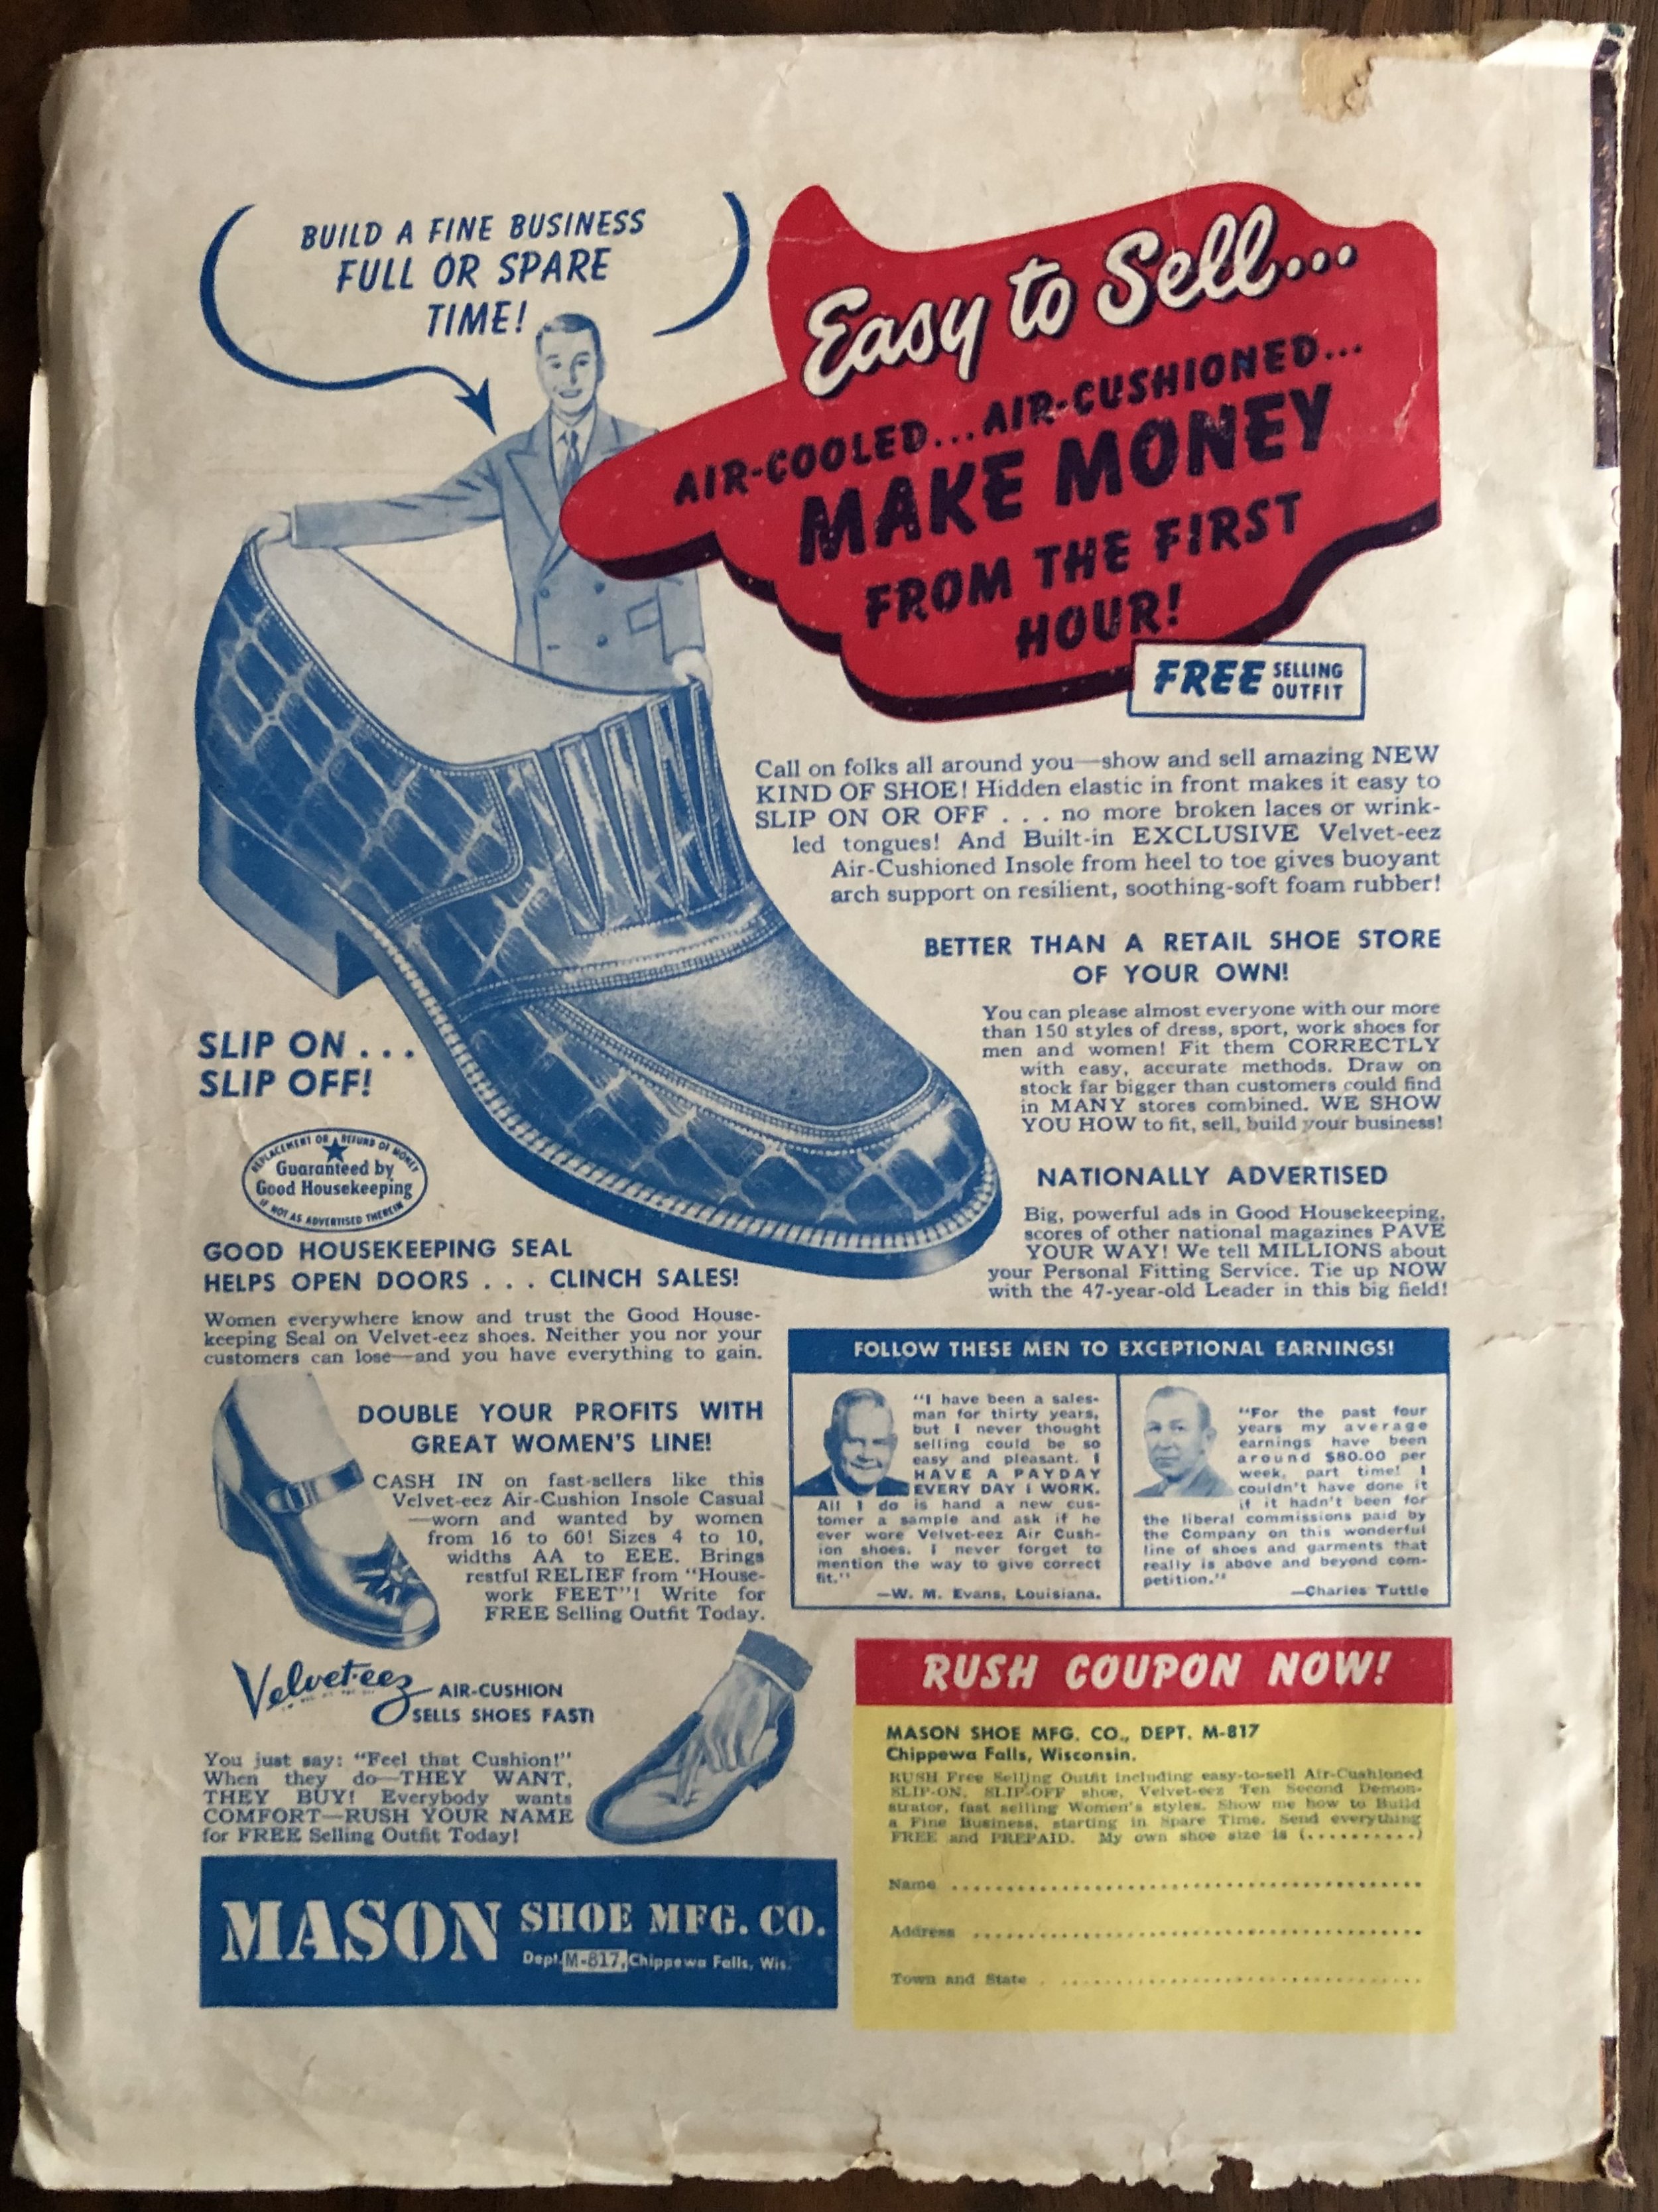 BUILD A FINE BUSINESS
FULL OR SPARE
TIME!
Easy to Sell...
AIR-COOLED...AIR-CUSHIONED...
MAKE MONEY
FROM THE FIRST
HOUR!
FREE SELLING
OUTFIT
Call on folks all around you—show and sell amazing NEW
KIND OF SHOE! Hidden elastic in front makes it easy to
SLIP ON OR OFF . . . no more broken laces or wrink-
led tongues! And Built-in EXCLUSIVE Velvet-eez
Air-Cushioned Insole from heel to toe gives buoyant
arch support on resilient, soothing-soft foam rubber!
BETTER THAN A RETAIL SHOE STORE
OF YOUR OWN!
You can please almost everyone with our more
than 150 styles of dress, sport, work shoes for
men and women! Fit them CORRECTLY
with easy, accurate methods. Draw on
stock far bigger than customers could find
in MANY stores combined. WE SHOW
YOU HOW to fit, sell, build your business!
NATIONALLY ADVERTISED
Big, powerful ads in Good Housekeeping,
scores of other national magazines PAVE
YOUR WAY! We tell MILLIONS about
your Personal Fitting Service. Tie up NOW
with the 47-year-old Leader in this big field!
SLIP ON . . .
SLIP OFF!
REPLACEMENT OR REFUND OF MONEY
Guaranteed by
Good Housekeeping
IF NOT AS ADVERTISED THEREIN
GOOD HOUSEKEEPING SEAL
HELPS OPEN DOORS . . . CLINCH SALES!
Women everywhere know and trust the Good House-
keeping Seal on Velvet-eez shoes. Neither you nor your
customers can lose—and you have everything to gain.
DOUBLE YOUR PROFITS WITH
GREAT WOMEN'S LINE!
CASH IN on fast-sellers like this
Velvet-eez Air-Cushion Insole Casual
—worn and wanted by women
from 16 to 60! Sizes 4 to 10,
widths AA to EEE. Brings
restful RELIEF from "House-
work FEET"! Write for
FREE Selling Outfit Today.
FOLLOW THESE MEN TO EXCEPTIONAL EARNINGS!
"I have been a sales-
man for thirty years,
but I never thought
selling could be so
easy and pleasant. I
HAVE A PAYDAY
EVERY DAY I WORK.
All I do is hand a new cus-
tomer a sample and ask if he
ever wore Velvet-eez Air Cush-
ion shoes. I never forget to
mention the way to give correct
fit."
—W. M. Evans, Louisiana.
"For the past four
years my average
earnings have been
around $80.00 per
week, part time! I
couldn't have done it
if it hadn't been for
the liberal commissions paid by
the Company on this wonderful
line of shoes and garments that
really is above and beyond com-
petition."
—Charles Tuttle
Velvet-eez AIR-CUSHION
SELLS SHOES FAST!
You just say: "Feel that Cushion!"
When they do—THEY WANT,
THEY BUY! Everybody wants
COMFORT—RUSH YOUR NAME
for FREE Selling Outfit Today!
MASON SHOE MFG. CO.
Dept. M-817, Chippewa Falls, Wis.
RUSH COUPON NOW!
MASON SHOE MFG. CO., DEPT. M-817
Chippewa Falls, Wisconsin.
RUSH Free Selling Outfit including easy-to-sell Air-Cushioned
SLIP-ON, SLIP-OFF shoe, Velvet-eez Ten Second Demon-
strator, fast selling Women's styles. Show me how to Build
a Fine Business, starting in Spare Time. Send everything
FREE and PREPAID. My own shoe size is (..........)
Name
Address
Town and State